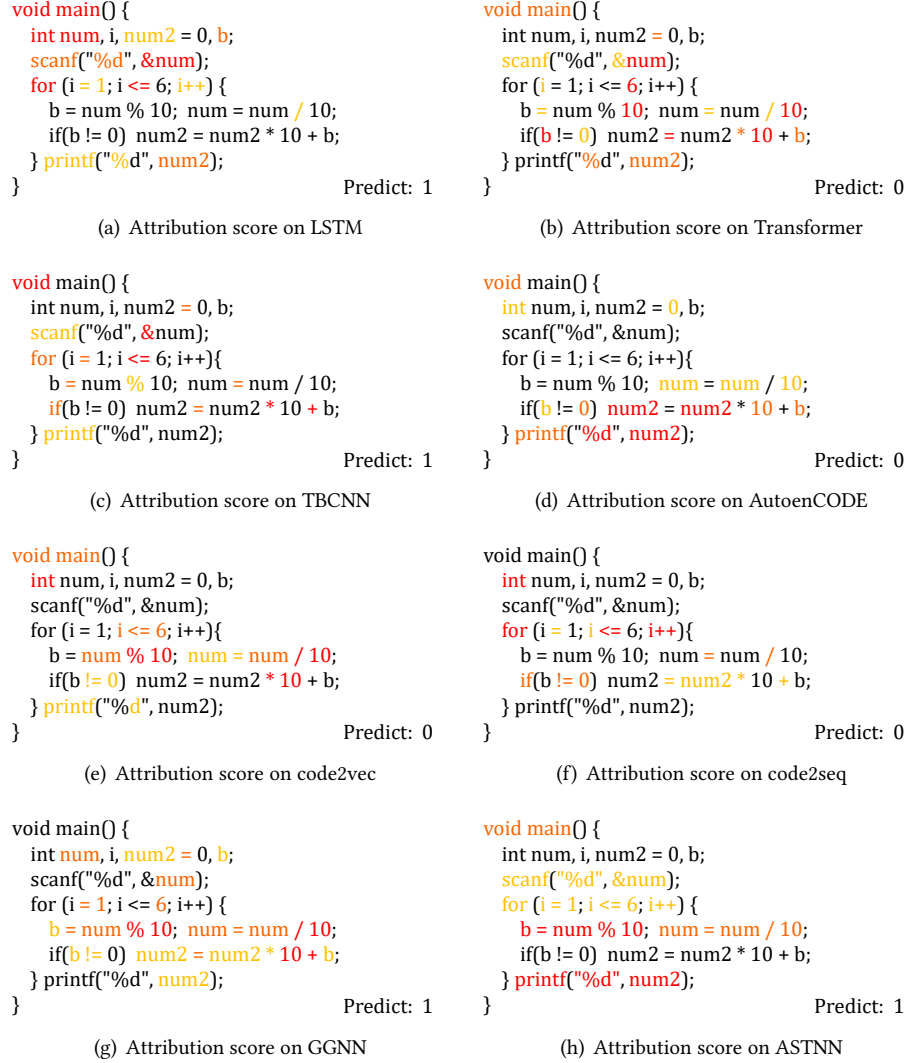 void main() {
int num, i, num2 = 0, b;
scanf("%d", &num);
for (i = 1; i <= 6; i++) {
b = num % 10;  num = num / 10;
if(b != 0)  num2 = num2 * 10 + b;
} printf("%d", num2);
}
Predict: 1
(a) Attribution score on LSTM
void main() {
int num, i, num2 = 0, b;
scanf("%d", &num);
for (i = 1; i <= 6; i++) {
b = num % 10;  num = num / 10;
if(b != 0)  num2 = num2 * 10 + b;
} printf("%d", num2);
}
Predict: 0
(b) Attribution score on Transformer
void main() {
int num, i, num2 = 0, b;
scanf("%d", &num);
for (i = 1; i <= 6; i++){
b = num % 10;  num = num / 10;
if(b != 0)  num2 = num2 * 10 + b;
} printf("%d", num2);
}
Predict: 1
(c) Attribution score on TBCNN
void main() {
int num, i, num2 = 0, b;
scanf("%d", &num);
for (i = 1; i <= 6; i++){
b = num % 10;  num = num / 10;
if(b != 0)  num2 = num2 * 10 + b;
} printf("%d", num2);
}
Predict: 0
(d) Attribution score on AutoenCODE
void main() {
int num, i, num2 = 0, b;
scanf("%d", &num);
for (i = 1; i <= 6; i++){
b = num % 10;  num = num / 10;
if(b != 0)  num2 = num2 * 10 + b;
} printf("%d", num2);
}
Predict: 0
(e) Attribution score on code2vec
void main() {
int num, i, num2 = 0, b;
scanf("%d", &num);
for (i = 1; i <= 6; i++){
b = num % 10;  num = num / 10;
if(b != 0)  num2 = num2 * 10 + b;
} printf("%d", num2);
}
Predict: 0
(f) Attribution score on code2seq
void main() {
int num, i, num2 = 0, b;
scanf("%d", &num);
for (i = 1; i <= 6; i++) {
b = num % 10;  num = num / 10;
if(b != 0)  num2 = num2 * 10 + b;
} printf("%d", num2);
}
Predict: 1
(g) Attribution score on GGNN
void main() {
int num, i, num2 = 0, b;
scanf("%d", &num);
for (i = 1; i <= 6; i++) {
b = num % 10;  num = num / 10;
if(b != 0)  num2 = num2 * 10 + b;
} printf("%d", num2);
}
Predict: 1
(h) Attribution score on ASTNN